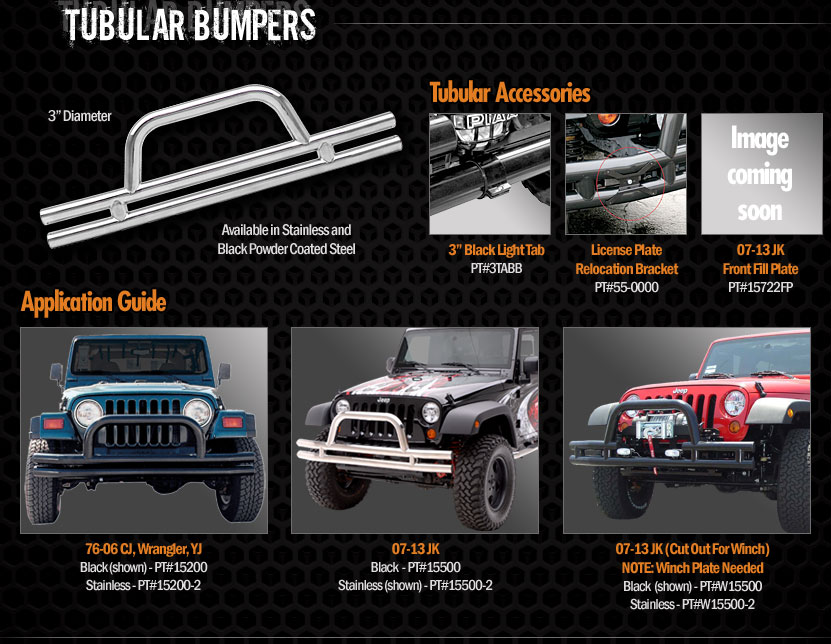 TUBULAR BUMPERS
3" Diameter
Available in Stainless and
Black Powder Coated Steel
Tubular Accessories
PIAA
Image
coming
soon
3" Black Light Tab
PT#3TABB
License Plate
Relocation Bracket
PT#55-0000
07-13 JK
Front Fill Plate
PT#15722FP
Application Guide
Jeep
Jeep
76-06 CJ, Wrangler, YJ
Black (shown) - PT#15200
Stainless - PT#15200-2
07-13 JK
Black - PT#15500
Stainless (shown) - PT#15500-2
07-13 JK (Cut Out For Winch)
NOTE: Winch Plate Needed
Black (shown) - PT#W15500
Stainless - PT#W15500-2